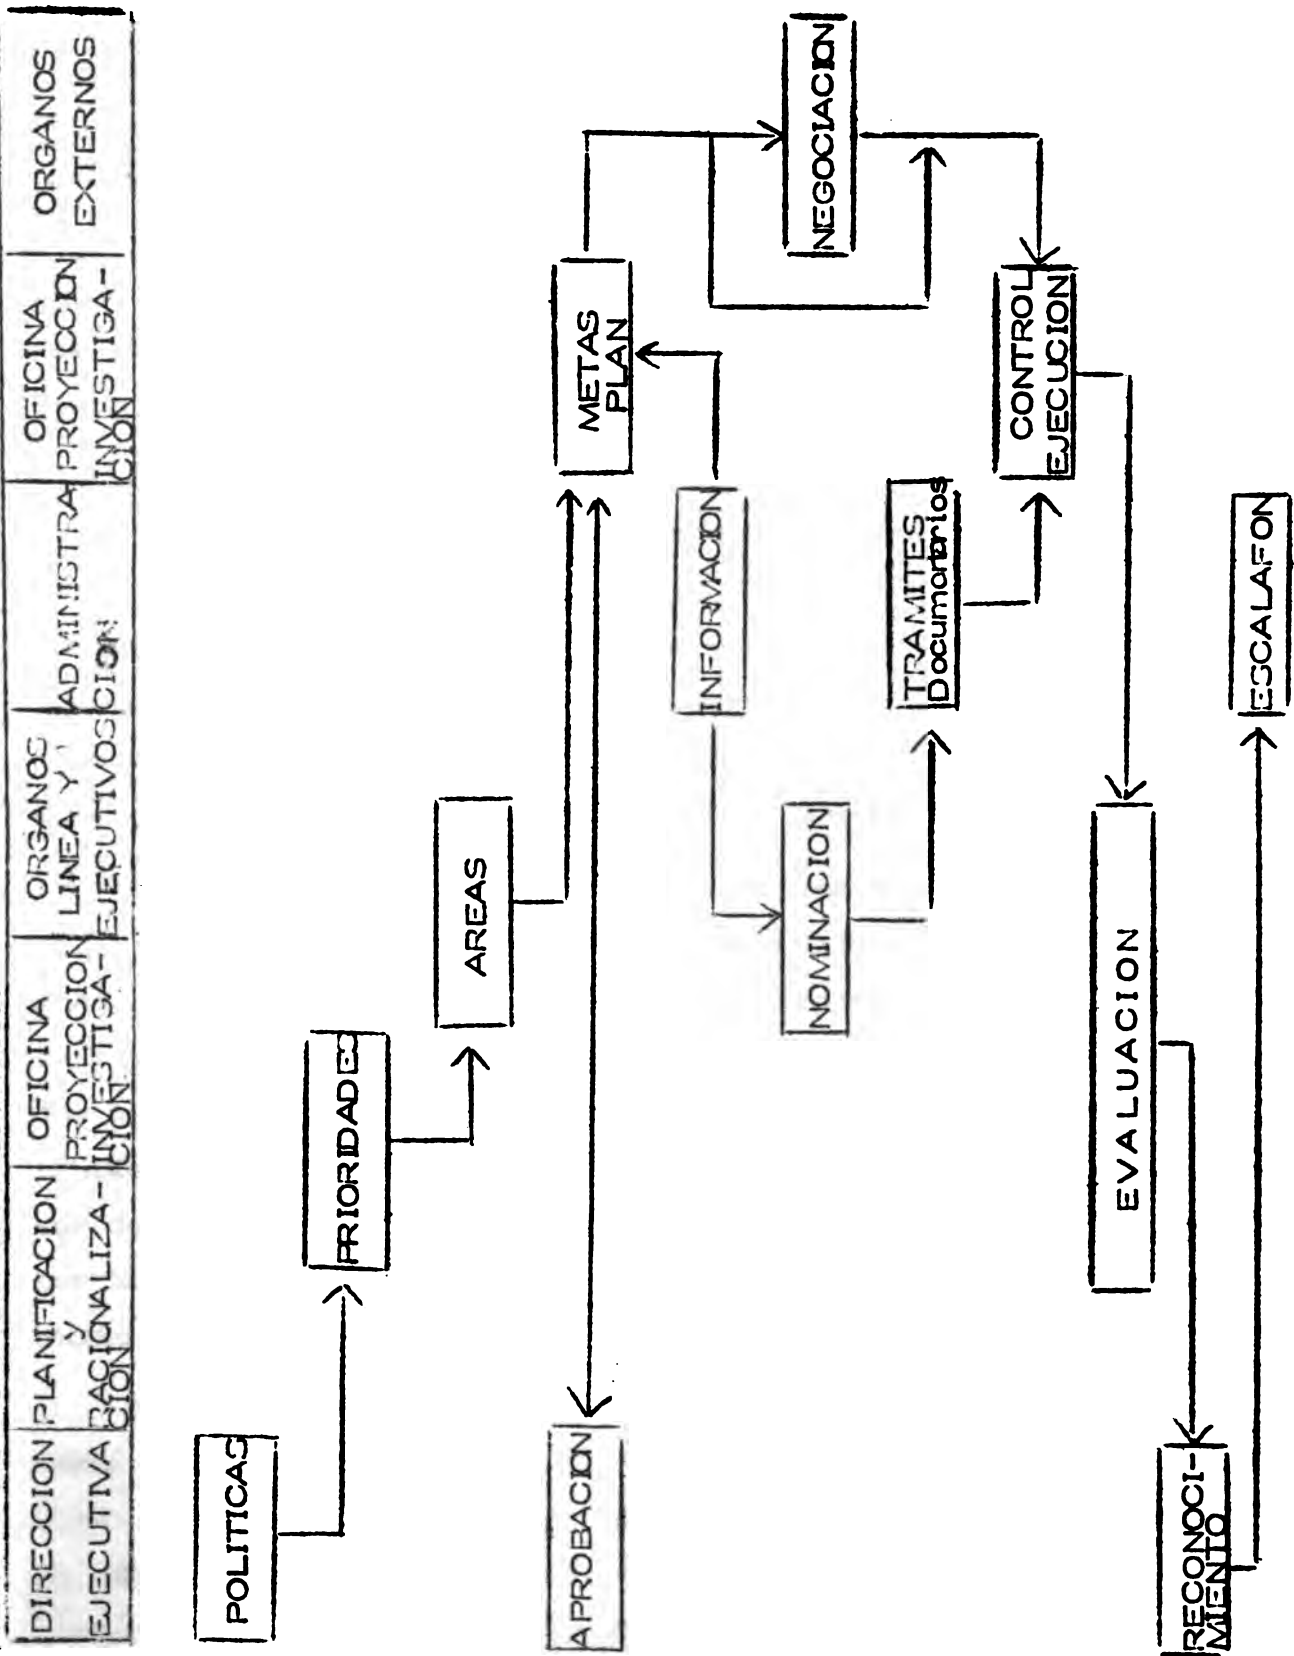 DIRECCION
EJECUTIVA
PLANIFICACION
Y
RACIONALIZA-
CION
OFICINA
PROYECCION
INVESTIGA-
CION
ORGANOS
LINEA Y
EJECUTIVOS
ADMINISTRA
CION
OFICINA
PROYECCION
INVESTIGA-
CION
ORGANOS
EXTERNOS
POLITICAS
PRIORIDADES
AREAS
METAS
PLAN
APROBACION
INFORMACION
NEGOCIACION
NOMINACION
TRAMITES
CONTROL
EJECUCION
EVALUACION
RECONOCI-
MIENTO
ESCALAFON